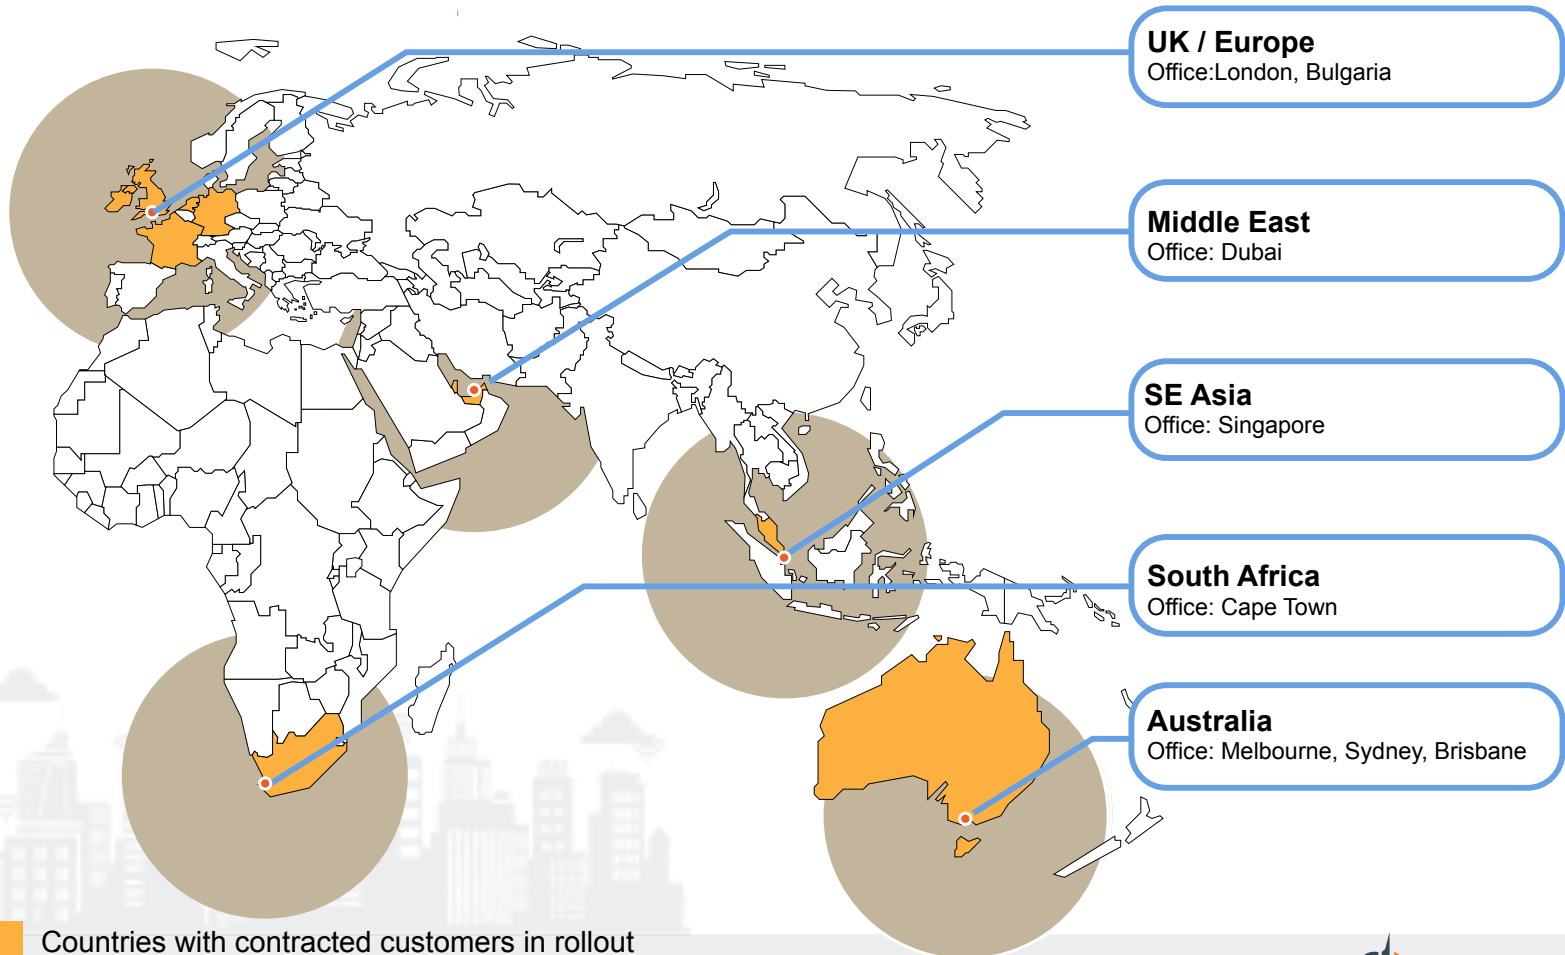 UK / Europe
Office:London, Bulgaria
Middle East
Office: Dubai
SE Asia
Office: Singapore
South Africa
Office: Cape Town
Australia
Office: Melbourne, Sydney, Brisbane
Countries with contracted customers in rollout